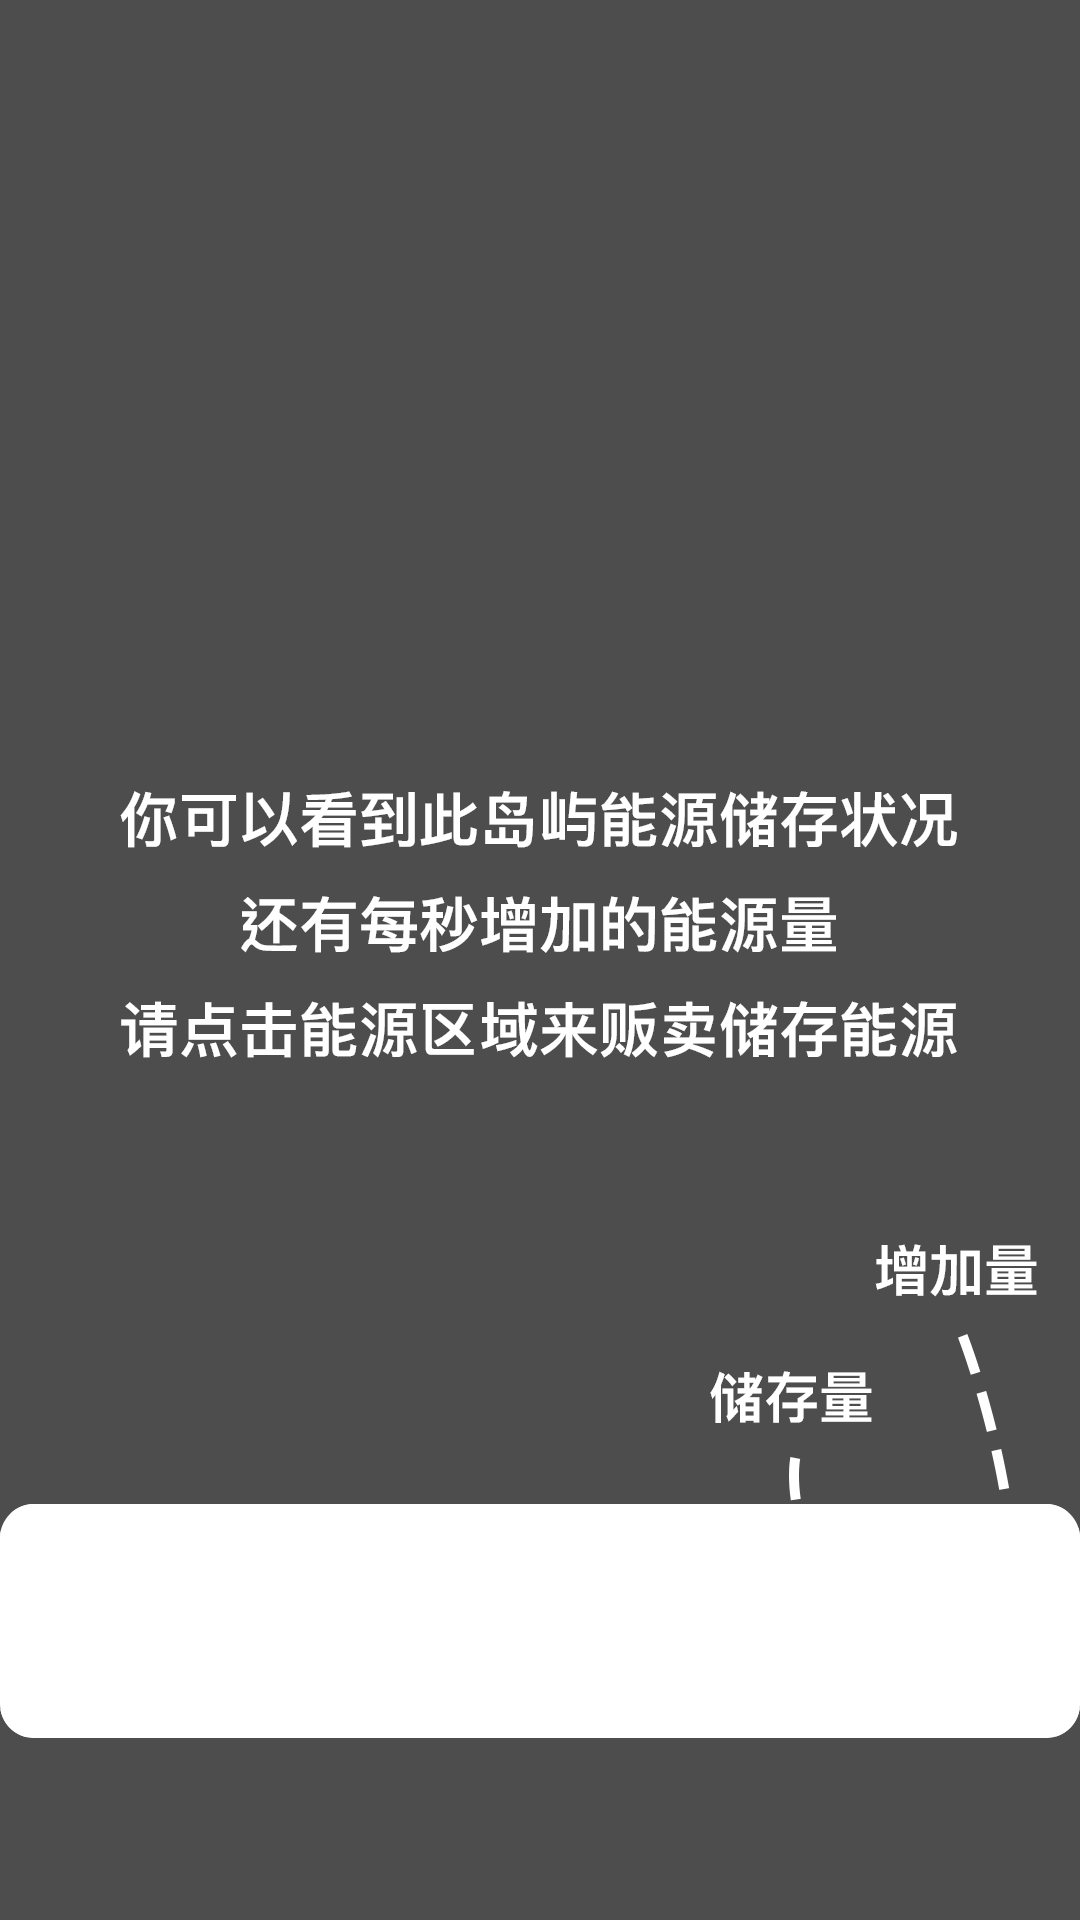 你可以看到此岛屿能源储存状况
还有每秒增加的能源量
请点击能源区域来贩卖储存能源
增加量
储存量